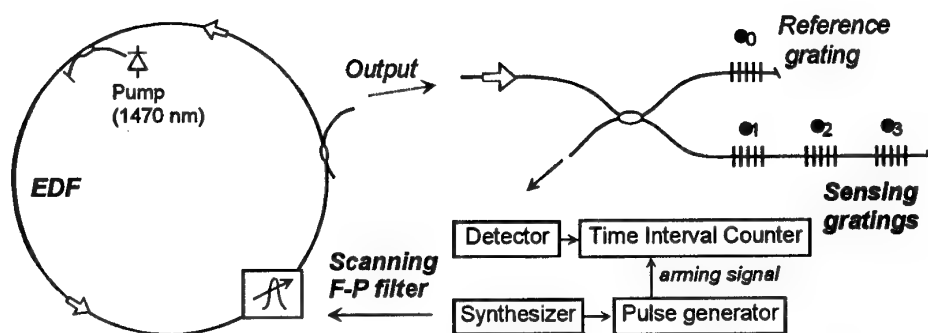 Pump
(1470 nm)
EDF
Output
Reference
grating
●0
●1
●2
●3
Sensing
gratings
Scanning
F-P filter
Detector
Time Interval Counter
arming signal
Synthesizer
Pulse generator